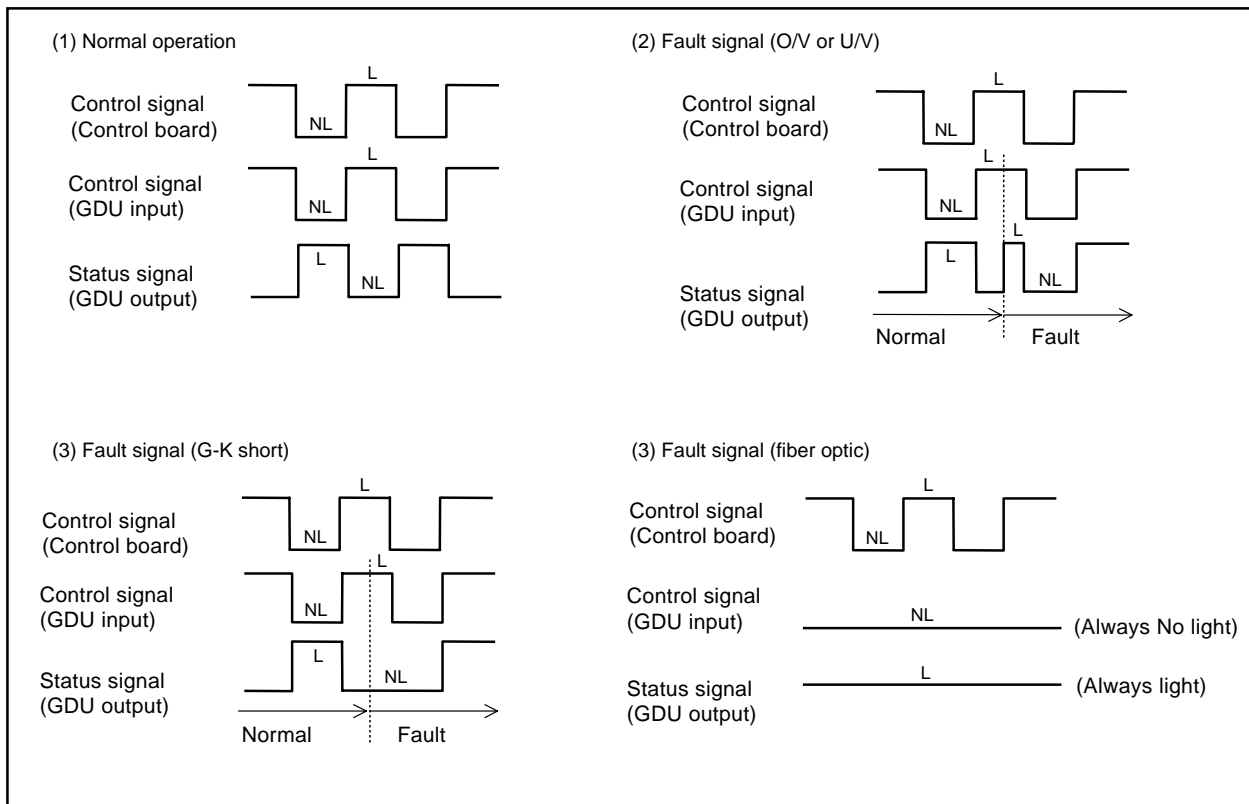 (1) Normal operation
L
Control signal
(Control board)
NL
L
Control signal
(GDU input)
NL
Status signal
(GDU output)
L
NL
(2) Fault signal (O/V or U/V)
L
Control signal
(Control board)
NL
L
Control signal
(GDU input)
NL
L
Status signal
(GDU output)
L
NL
Normal
Fault
(3) Fault signal (G-K short)
L
Control signal
(Control board)
NL
L
Control signal
(GDU input)
NL
Status signal
(GDU output)
L
NL
Normal
Fault
(3) Fault signal (fiber optic)
L
Control signal
(Control board)
NL
Control signal
(GDU input)
NL
(Always No light)
Status signal
(GDU output)
L
(Always light)